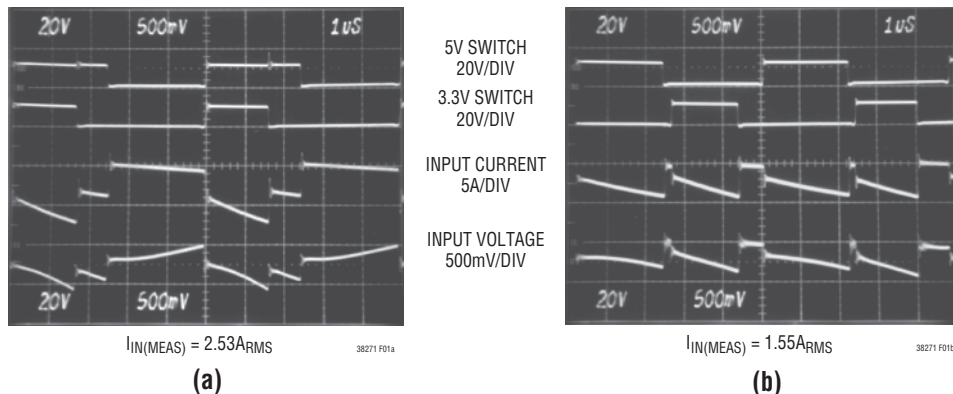 20V 500mV 1uS
20V 500mV
I_IN(MEAS) = 2.53A_RMS
38271 F01a
(a)
5V SWITCH
20V/DIV
3.3V SWITCH
20V/DIV
INPUT CURRENT
5A/DIV
INPUT VOLTAGE
500mV/DIV
20V 500mV 1uS
20V 500mV
I_IN(MEAS) = 1.55A_RMS
38271 F01b
(b)